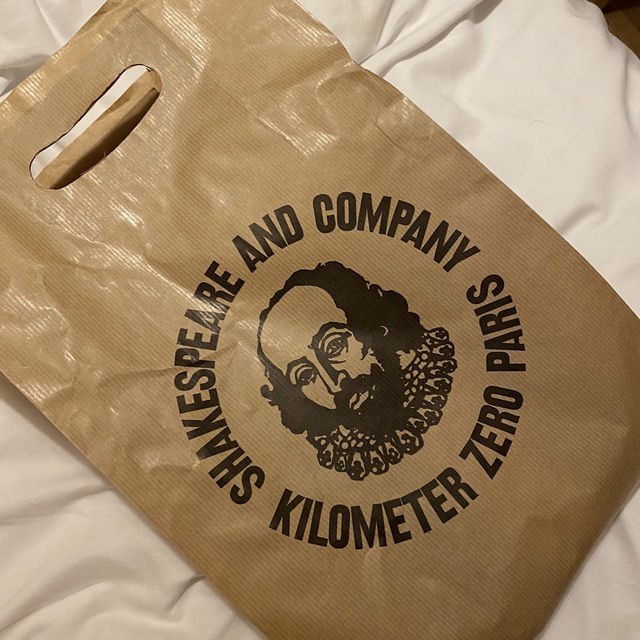 SHAKESPEARE AND COMPANY
KILOMETER ZERO PARIS